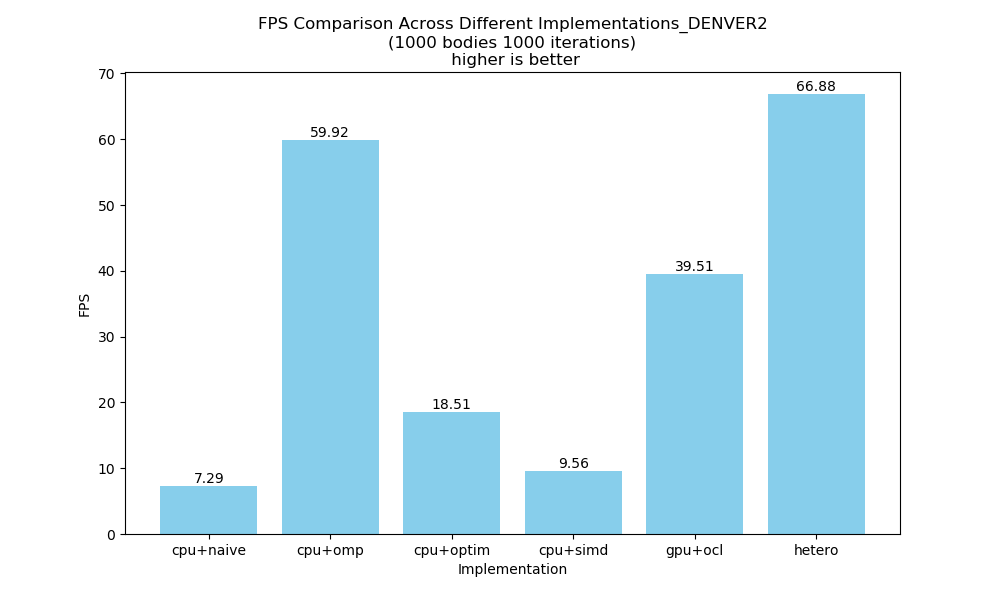 FPS Comparison Across Different Implementations_DENVER2
(1000 bodies 1000 iterations)
higher is better
70
60
50
40
30
20
10
0
FPS
7.29
59.92
18.51
9.56
39.51
66.88
cpu+naive
cpu+omp
cpu+optim
cpu+simd
gpu+ocl
hetero
Implementation